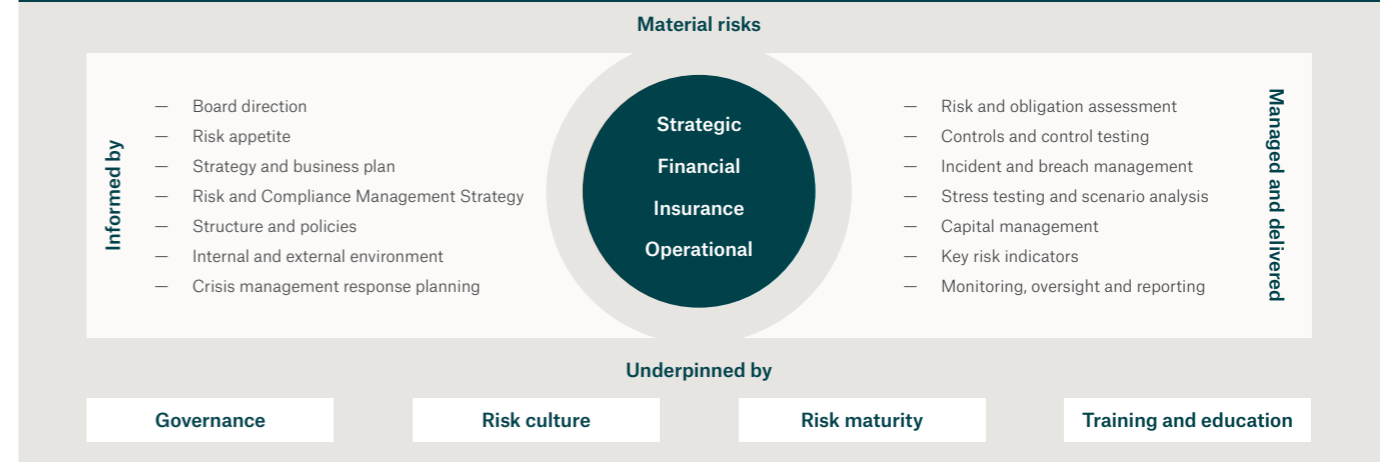 Material risks
Informed by
— Board direction
— Risk appetite
— Strategy and business plan
— Risk and Compliance Management Strategy
— Structure and policies
— Internal and external environment
— Crisis management response planning
Strategic
Financial
Insurance
Operational
— Risk and obligation assessment
— Controls and control testing
— Incident and breach management
— Stress testing and scenario analysis
— Capital management
— Key risk indicators
— Monitoring, oversight and reporting
Managed and delivered
Underpinned by
Governance
Risk culture
Risk maturity
Training and education